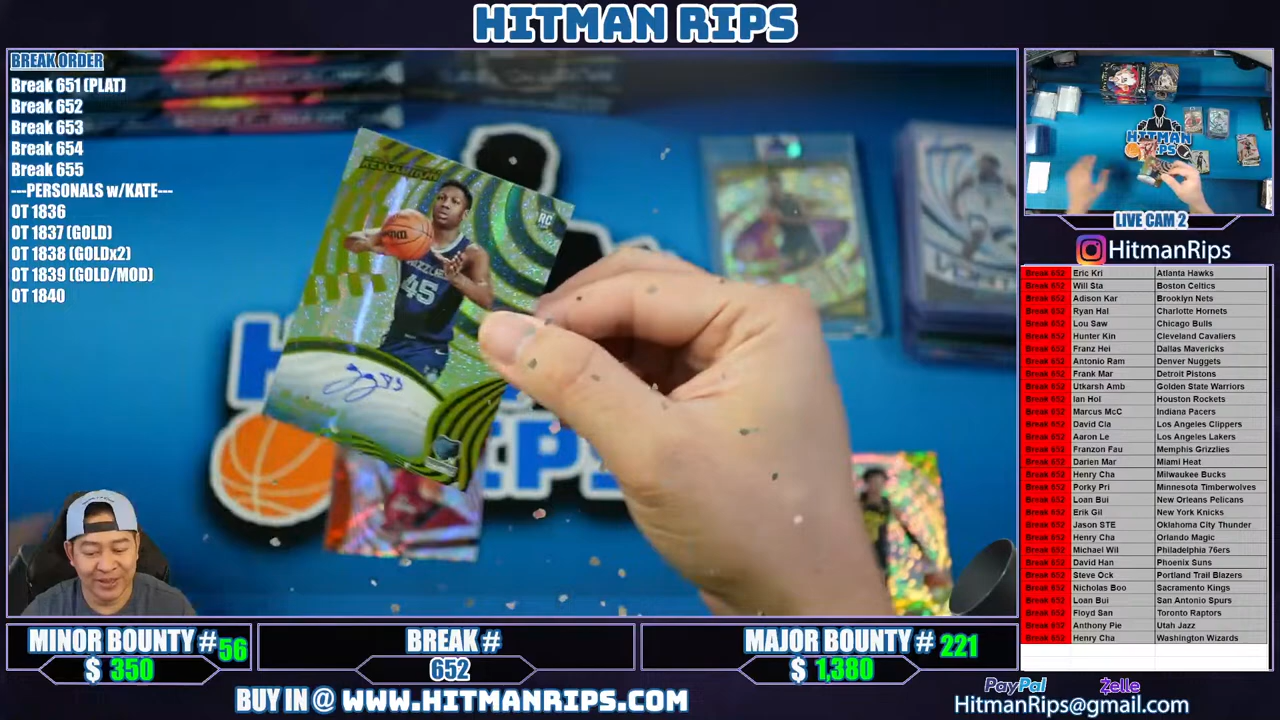 HITMAN RIPS
BREAK ORDER
Break 651 (PLAT)
Break 652
Break 653
Break 654
Break 655
---PERSONALS w/KATE---
OT 1836
OT 1837 (GOLD)
OT 1838 (GOLDx2)
OT 1839 (GOLD/MOD)
OT 1840
RC
45
HITMAN
RIPS
LIVE CAM 2
HitmanRips
Break 652 Eric Kri Atlanta Hawks
Break 652 Will Sta Boston Celtics
Break 652 Adison Kar Brooklyn Nets
Break 652 Ryan Hal Charlotte Hornets
Break 652 Lou Saw Chicago Bulls
Break 652 Hunter Kin Cleveland Cavaliers
Break 652 Franz Hei Dallas Mavericks
Break 652 Antonio Ram Denver Nuggets
Break 652 Frank Mar Detroit Pistons
Break 652 Utkarsh Amb Golden State Warriors
Break 652 Ian Hol Houston Rockets
Break 652 Marcus McC Indiana Pacers
Break 652 David Cla Los Angeles Clippers
Break 652 Aaron Le Los Angeles Lakers
Break 652 Franzon Fau Memphis Grizzlies
Break 652 Darien Mar Miami Heat
Break 652 Henry Cha Milwaukee Bucks
Break 652 Porky Pri Minnesota Timberwolves
Break 652 Loan Bui New Orleans Pelicans
Break 652 Erik Gil New York Knicks
Break 652 Jason STE Oklahoma City Thunder
Break 652 Henry Cha Orlando Magic
Break 652 Michael Wil Philadelphia 76ers
Break 652 David Han Phoenix Suns
Break 652 Steve Ock Portland Trail Blazers
Break 652 Nicholas Boo Sacramento Kings
Break 652 Loan Bui San Antonio Spurs
Break 652 Floyd San Toronto Raptors
Break 652 Anthony Pie Utah Jazz
Break 652 Henry Cha Washington Wizards
MINOR BOUNTY # 56
$ 350
BREAK #
652
MAJOR BOUNTY # 221
$ 1,380
BUY IN @ WWW.HITMANRIPS.COM
PayPal Zelle
HitmanRips@gmail.com